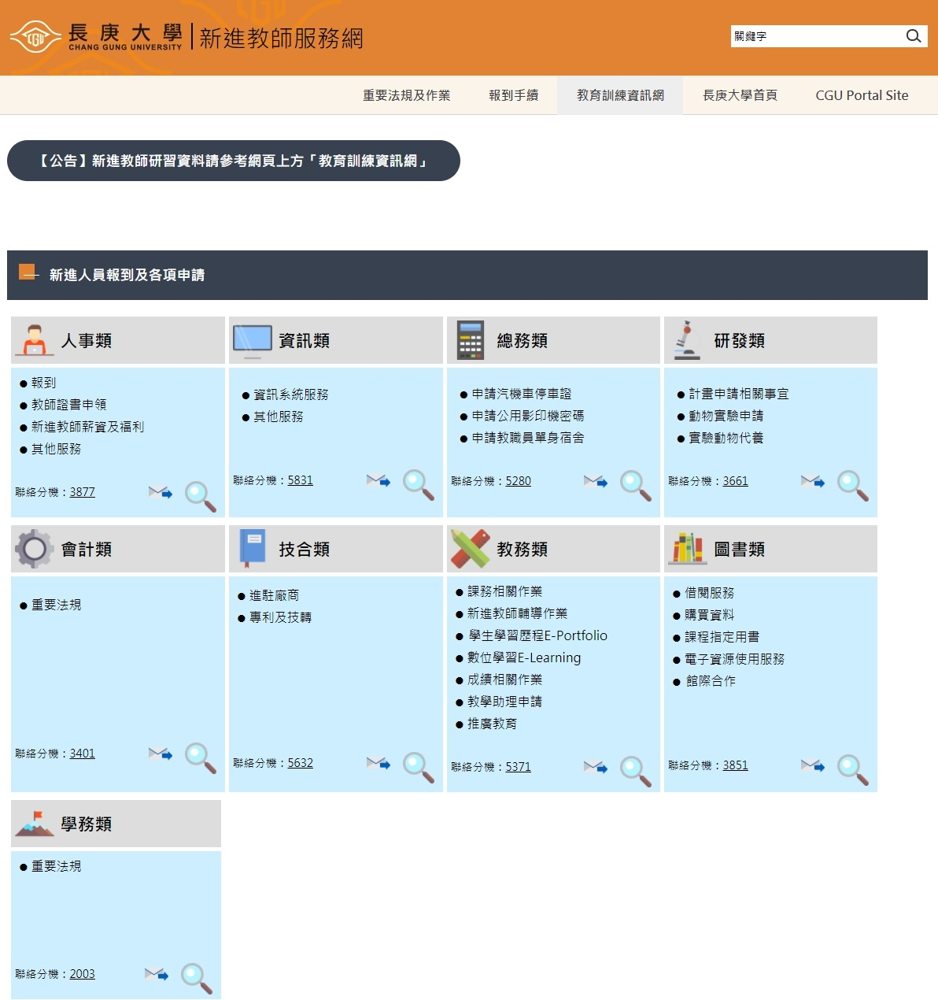 長庚大學
CHANG GUNG UNIVERSITY
新進教師服務網
關鍵字
重要法規及作業 報到手續 教育訓練資訊網 長庚大學首頁 CGU Portal Site
【公告】新進教師研習資料請參考網頁上方「教育訓練資訊網」
新進人員報到及各項申請
人事類
● 報到
● 教師證書申領
● 新進教師薪資及福利
● 其他服務
聯絡分機：3877
資訊類
● 資訊系統服務
● 其他服務
聯絡分機：5831
總務類
● 申請汽機車停車證
● 申請公用影印機密碼
● 申請教職員單身宿舍
聯絡分機：5280
研發類
● 計畫申請相關事宜
● 動物實驗申請
● 實驗動物代養
聯絡分機：3661
會計類
● 重要法規
聯絡分機：3401
技合類
● 進駐廠商
● 專利及技轉
聯絡分機：5632
教務類
● 課務相關作業
● 新進教師輔導作業
● 學生學習歷程E-Portfolio
● 數位學習E-Learning
● 成績相關作業
● 教學助理申請
● 推廣教育
聯絡分機：5371
圖書類
● 借閱服務
● 購買資料
● 課程指定用書
● 電子資源使用服務
● 館際合作
聯絡分機：3851
學務類
● 重要法規
聯絡分機：2003